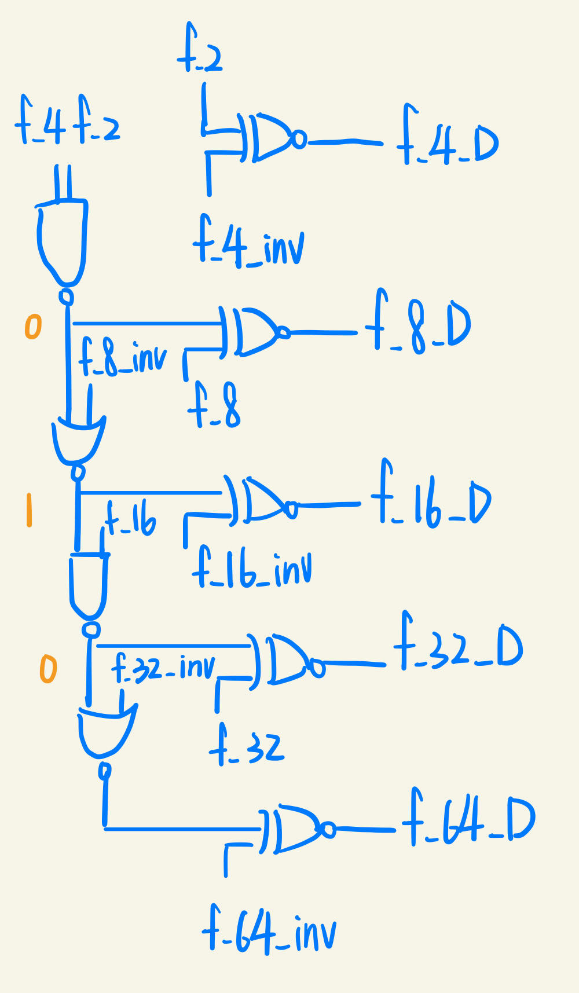 f_2
f_4 f_2
f_4_D
f_4_inv
0
f_8_D
f_8_inv
f_8
1
f_16_D
f_16
f_16_inv
0
f_32_D
f_32_inv
f_32
f_64_D
f_64_inv